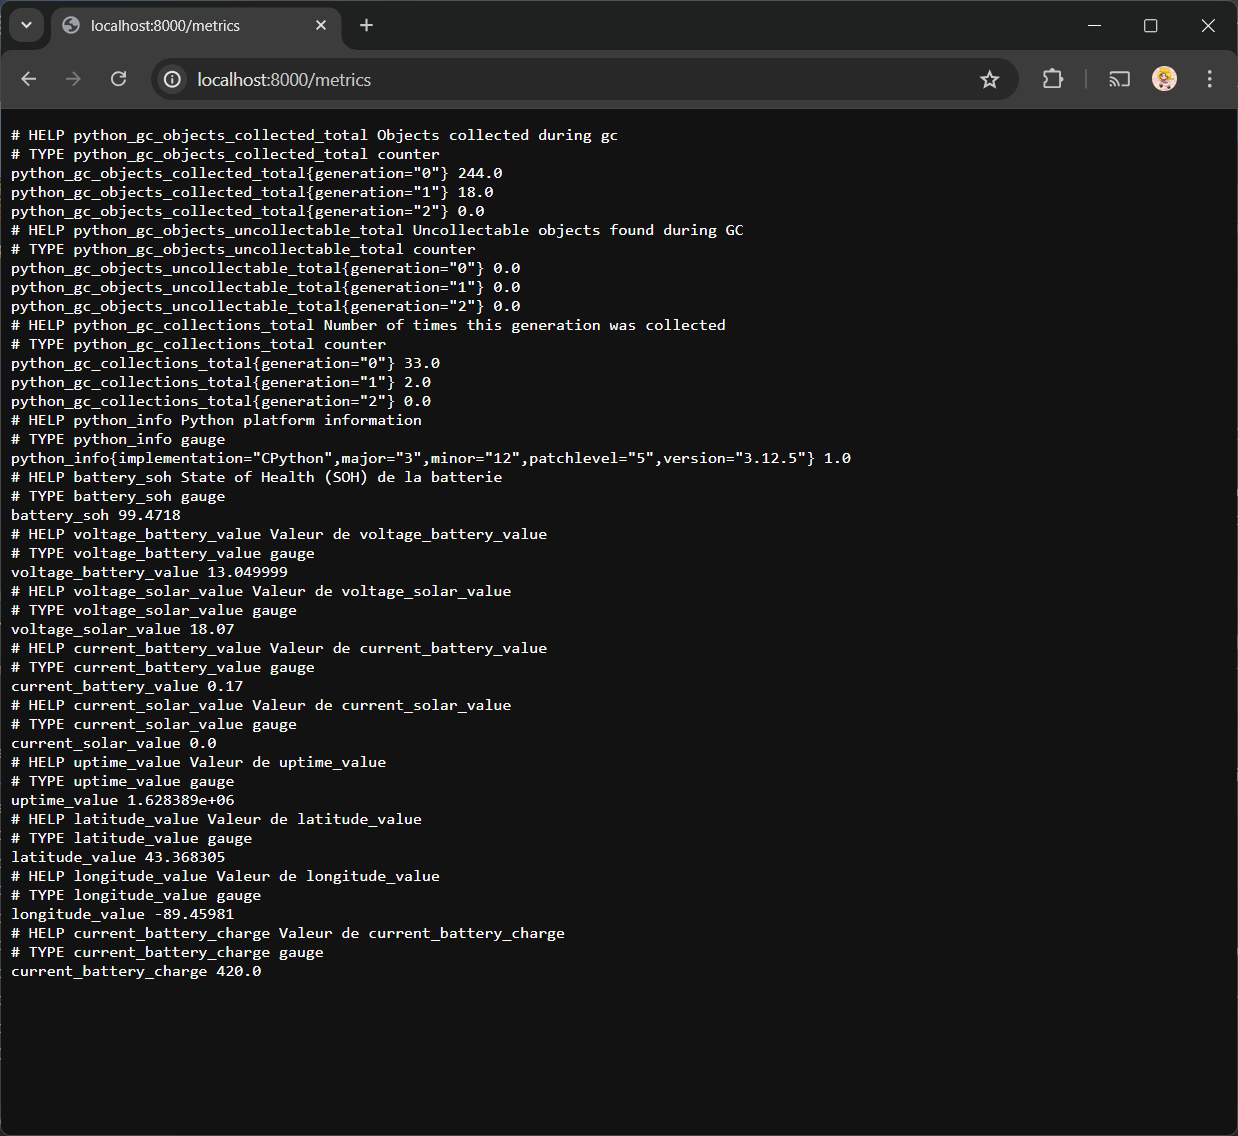 localhost:8000/metrics
localhost:8000/metrics
# HELP python_gc_objects_collected_total Objects collected during gc
# TYPE python_gc_objects_collected_total counter
python_gc_objects_collected_total{generation="0"} 244.0
python_gc_objects_collected_total{generation="1"} 18.0
python_gc_objects_collected_total{generation="2"} 0.0
# HELP python_gc_objects_uncollectable_total Uncollectable objects found during GC
# TYPE python_gc_objects_uncollectable_total counter
python_gc_objects_uncollectable_total{generation="0"} 0.0
python_gc_objects_uncollectable_total{generation="1"} 0.0
python_gc_objects_uncollectable_total{generation="2"} 0.0
# HELP python_gc_collections_total Number of times this generation was collected
# TYPE python_gc_collections_total counter
python_gc_collections_total{generation="0"} 33.0
python_gc_collections_total{generation="1"} 2.0
python_gc_collections_total{generation="2"} 0.0
# HELP python_info Python platform information
# TYPE python_info gauge
python_info{implementation="CPython",major="3",minor="12",patchlevel="5",version="3.12.5"} 1.0
# HELP battery_soh State of Health (SOH) de la batterie
# TYPE battery_soh gauge
battery_soh 99.4718
# HELP voltage_battery_value Valeur de voltage_battery_value
# TYPE voltage_battery_value gauge
voltage_battery_value 13.049999
# HELP voltage_solar_value Valeur de voltage_solar_value
# TYPE voltage_solar_value gauge
voltage_solar_value 18.07
# HELP current_battery_value Valeur de current_battery_value
# TYPE current_battery_value gauge
current_battery_value 0.17
# HELP current_solar_value Valeur de current_solar_value
# TYPE current_solar_value gauge
current_solar_value 0.0
# HELP uptime_value Valeur de uptime_value
# TYPE uptime_value gauge
uptime_value 1.628389e+06
# HELP latitude_value Valeur de latitude_value
# TYPE latitude_value gauge
latitude_value 43.368305
# HELP longitude_value Valeur de longitude_value
# TYPE longitude_value gauge
longitude_value -89.45981
# HELP current_battery_charge Valeur de current_battery_charge
# TYPE current_battery_charge gauge
current_battery_charge 420.0